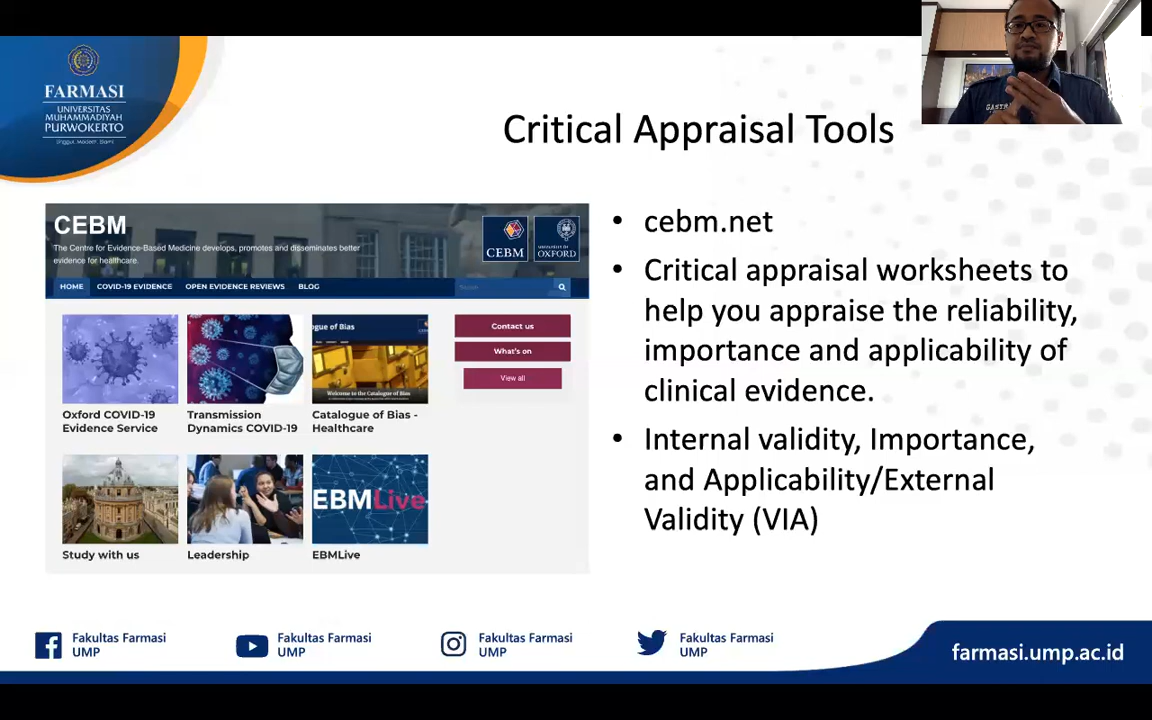 FARMASI
UNIVERSITAS
MUHAMMADIYAH
PURWOKERTO
Critical Appraisal Tools
CEBM
The Centre for Evidence-Based Medicine develops, promotes and disseminates better
evidence for healthcare.
CEBM
UNIVERSITY OF
OXFORD
HOME COVID-19 EVIDENCE OPEN EVIDENCE REVIEWS BLOG
Search
ogue of Bias
Welcome to the Catalogue of Bias
Contact us
What's on
View all
Oxford COVID-19
Evidence Service
Transmission
Dynamics COVID-19
Catalogue of Bias -
Healthcare
EBMLive
Study with us
Leadership
EBMLive
• cebm.net
• Critical appraisal worksheets to
help you appraise the reliability,
importance and applicability of
clinical evidence.
• Internal validity, Importance,
and Applicability/External
Validity (VIA)
Fakultas Farmasi
UMP
Fakultas Farmasi
UMP
Fakultas Farmasi
UMP
Fakultas Farmasi
UMP
farmasi.ump.ac.id